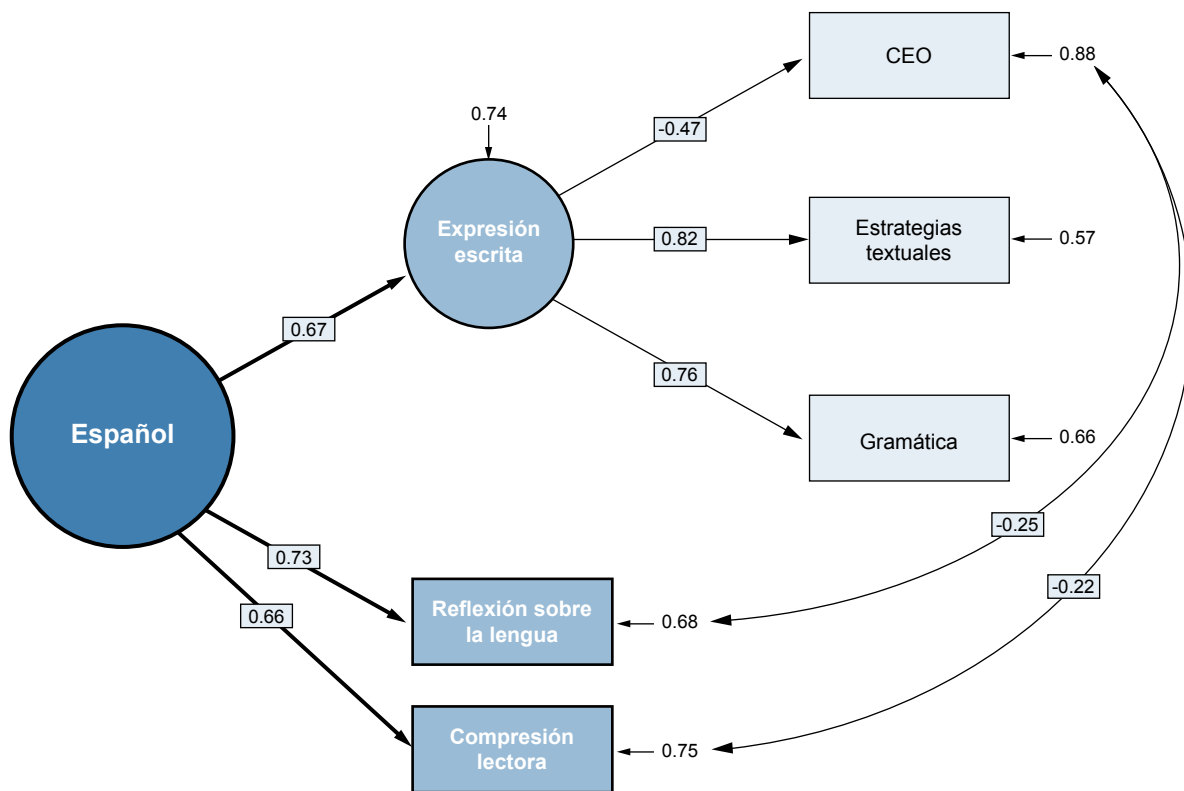 CEO
0.88
0.74
-0.47
Expresión
escrita
0.82
Estrategias
textuales
0.57
0.67
0.76
Español
Gramática
0.66
-0.25
0.73
-0.22
Reflexión sobre
la lengua
0.68
0.66
Compresión
lectora
0.75